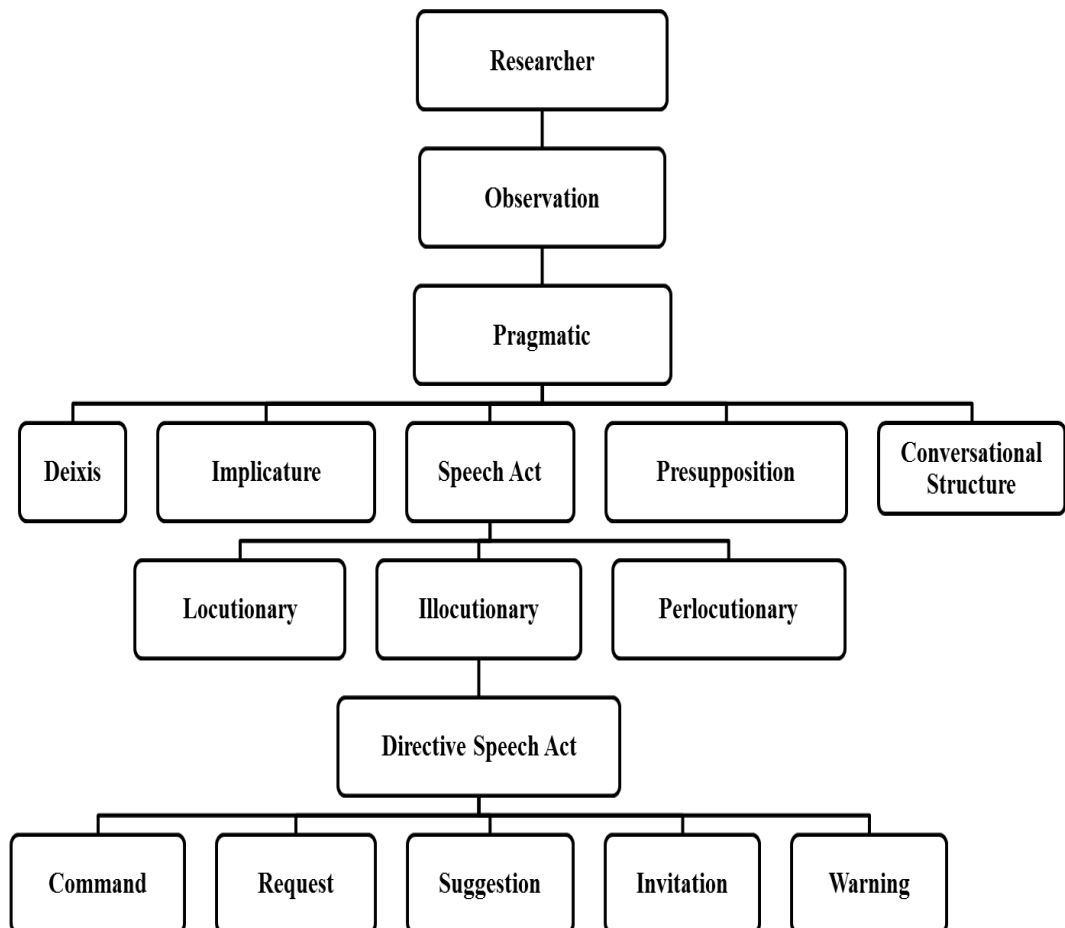 Researcher
Observation
Pragmatic
Deixis
Implicature
Speech Act
Presupposition
Conversational
Structure
Locutionary
Illocutionary
Perlocutionary
Directive Speech Act
Command
Request
Suggestion
Invitation
Warning